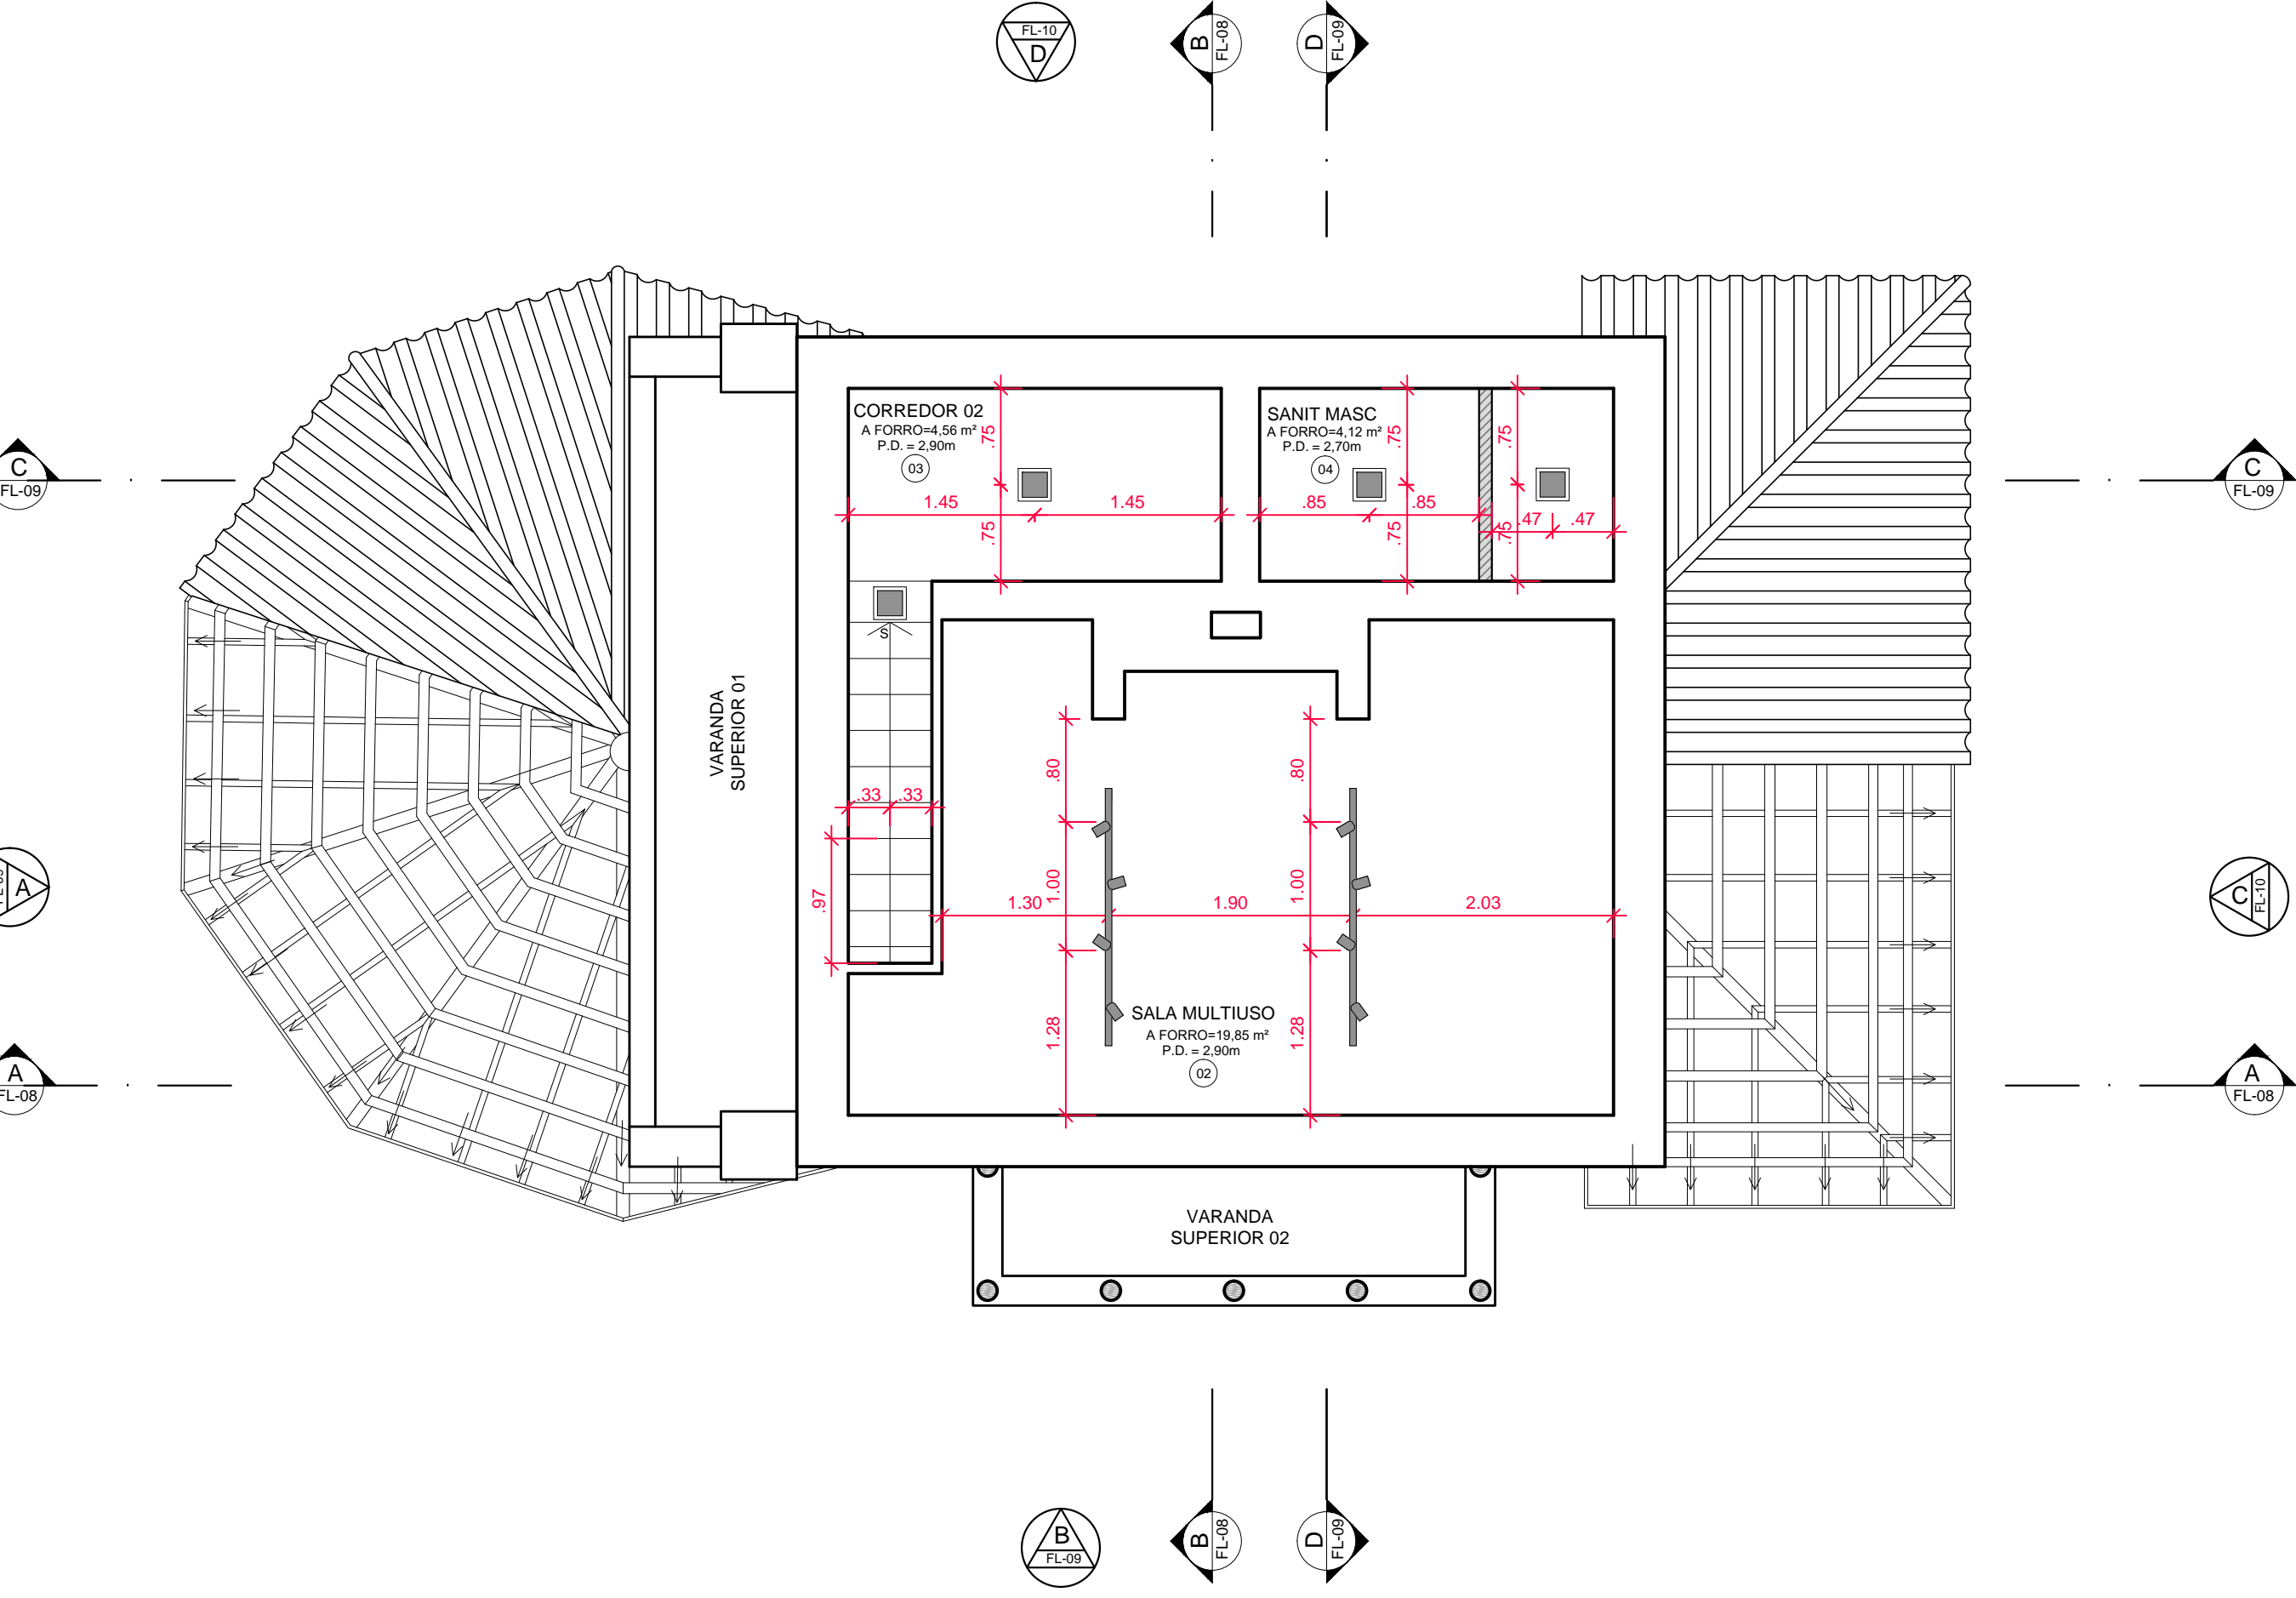 FL-10
D
B
FL-08
D
FL-09
CORREDOR 02
A FORRO=4,56 m²
P.D. = 2,90m
03
.75
.75
1.45
1.45
SANIT MASC
A FORRO=4,12 m²
P.D. = 2,70m
04
.75
.75
.75
.75
.85
.85
.47
.47
C
FL-09
C
FL-09
S
VARANDA
SUPERIOR 01
.33
.33
.97
.80
.80
1.00
1.00
1.30
1.90
2.03
1.28
1.28
A
C
FL-10
SALA MULTIUSO
A FORRO=19,85 m²
P.D. = 2,90m
02
A
FL-08
A
FL-08
VARANDA
SUPERIOR 02
B
FL-09
B
FL-08
D
FL-09